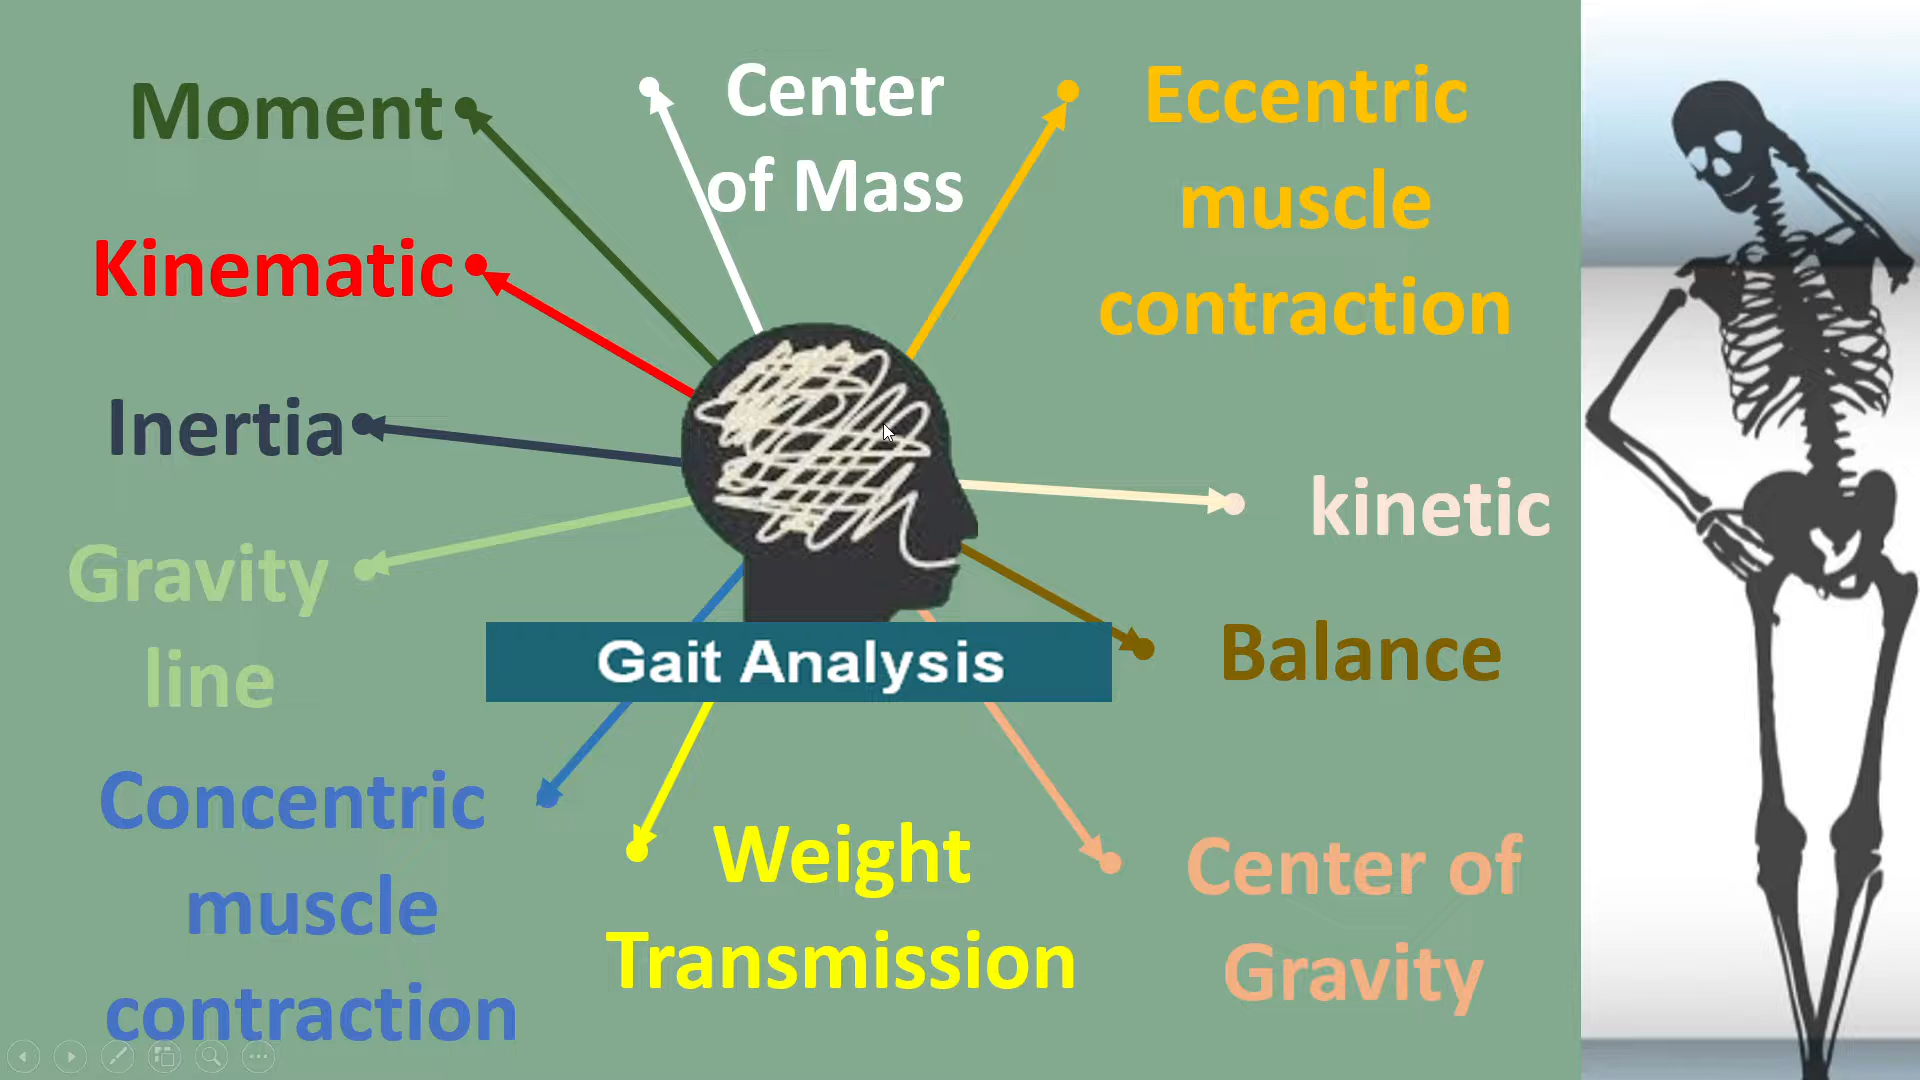 Moment
Center
of Mass
Eccentric
muscle
contraction
Kinematic
Inertia
kinetic
Gravity
line
Gait Analysis
Balance
Concentric
muscle
contraction
Weight
Transmission
Center of
Gravity